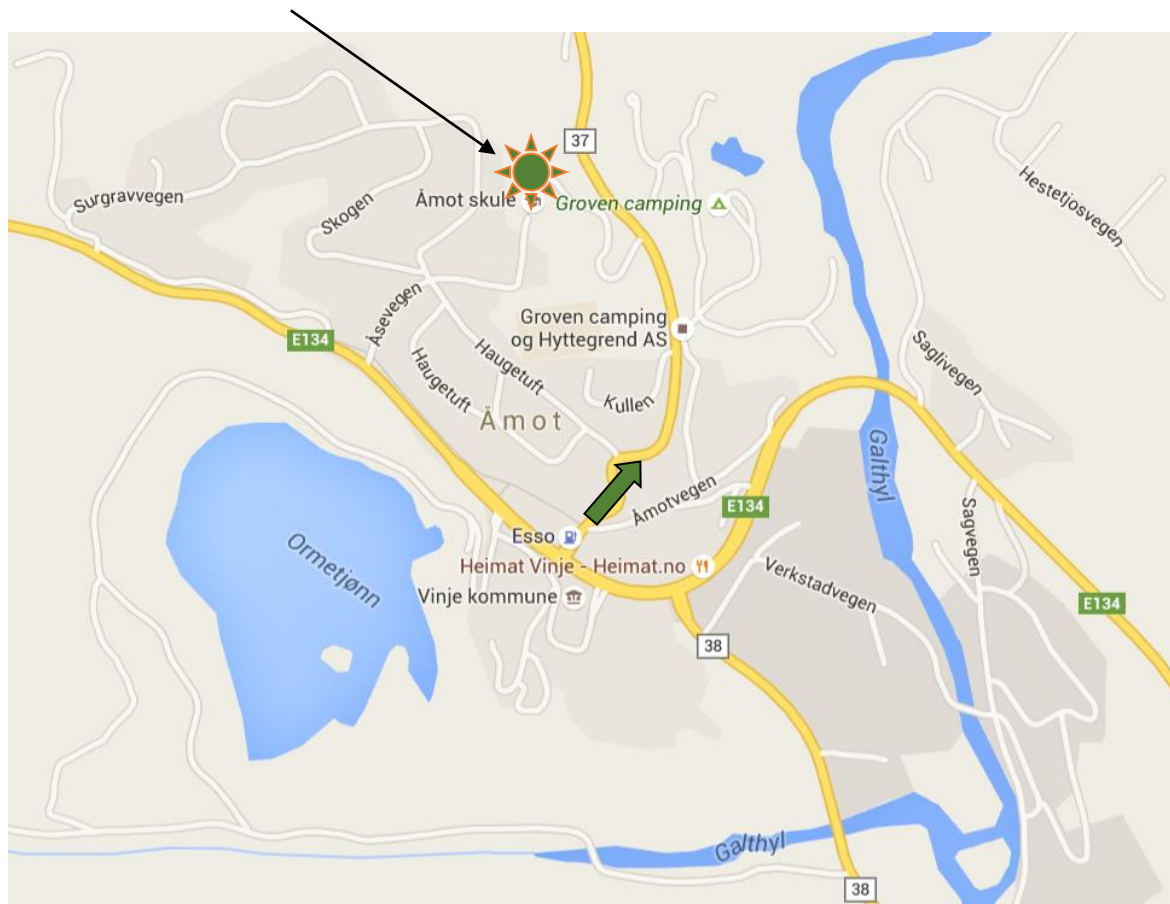 37
Åmot skule
Groven camping
Surgravvegen
Skogen
Hestetjosvegen
Åsevegen
E134
Groven camping
og Hyttegrend AS
Haugetuft
Haugetuft
Kullen
Saglivegen
Åmot
Galthyl
Åmotvegen
E134
Esso
Ormetjønn
Heimat Vinje - Heimat.no
Vinje kommune
Verkstadvegen
Sagvegen
E134
38
Galthyl
38